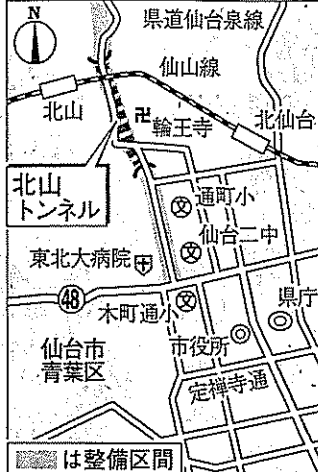 N
県道仙台泉線
仙山線
北山
輪王寺
北仙台
北山
トンネル
通町小
文
仙台二中
文
東北大病院
48
木町通小
文
県庁
市役所
仙台市
青葉区
定禅寺通
は整備区間